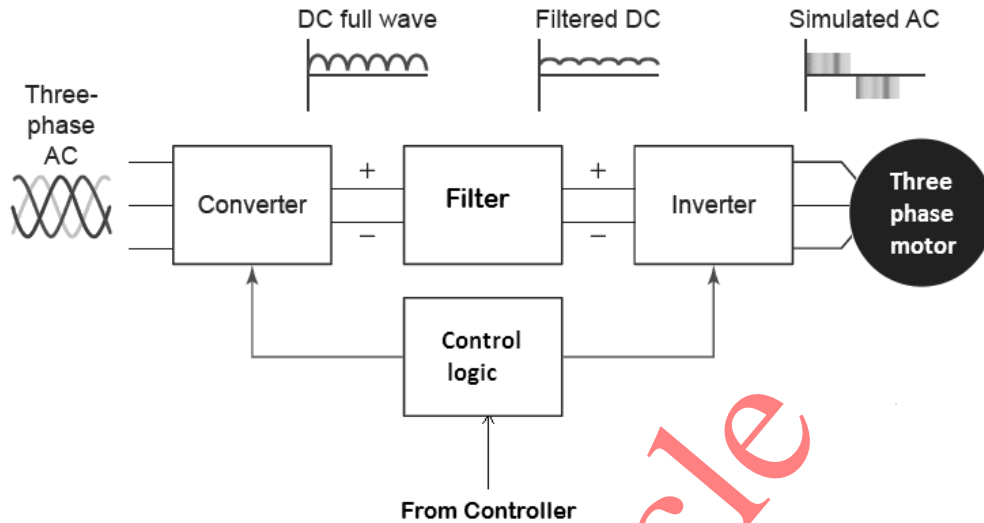 DC full wave
Filtered DC
Simulated AC
Three-
phase
AC
Converter
+
−
Filter
+
−
Inverter
Three
phase
motor
Control
logic
From Controller
cle